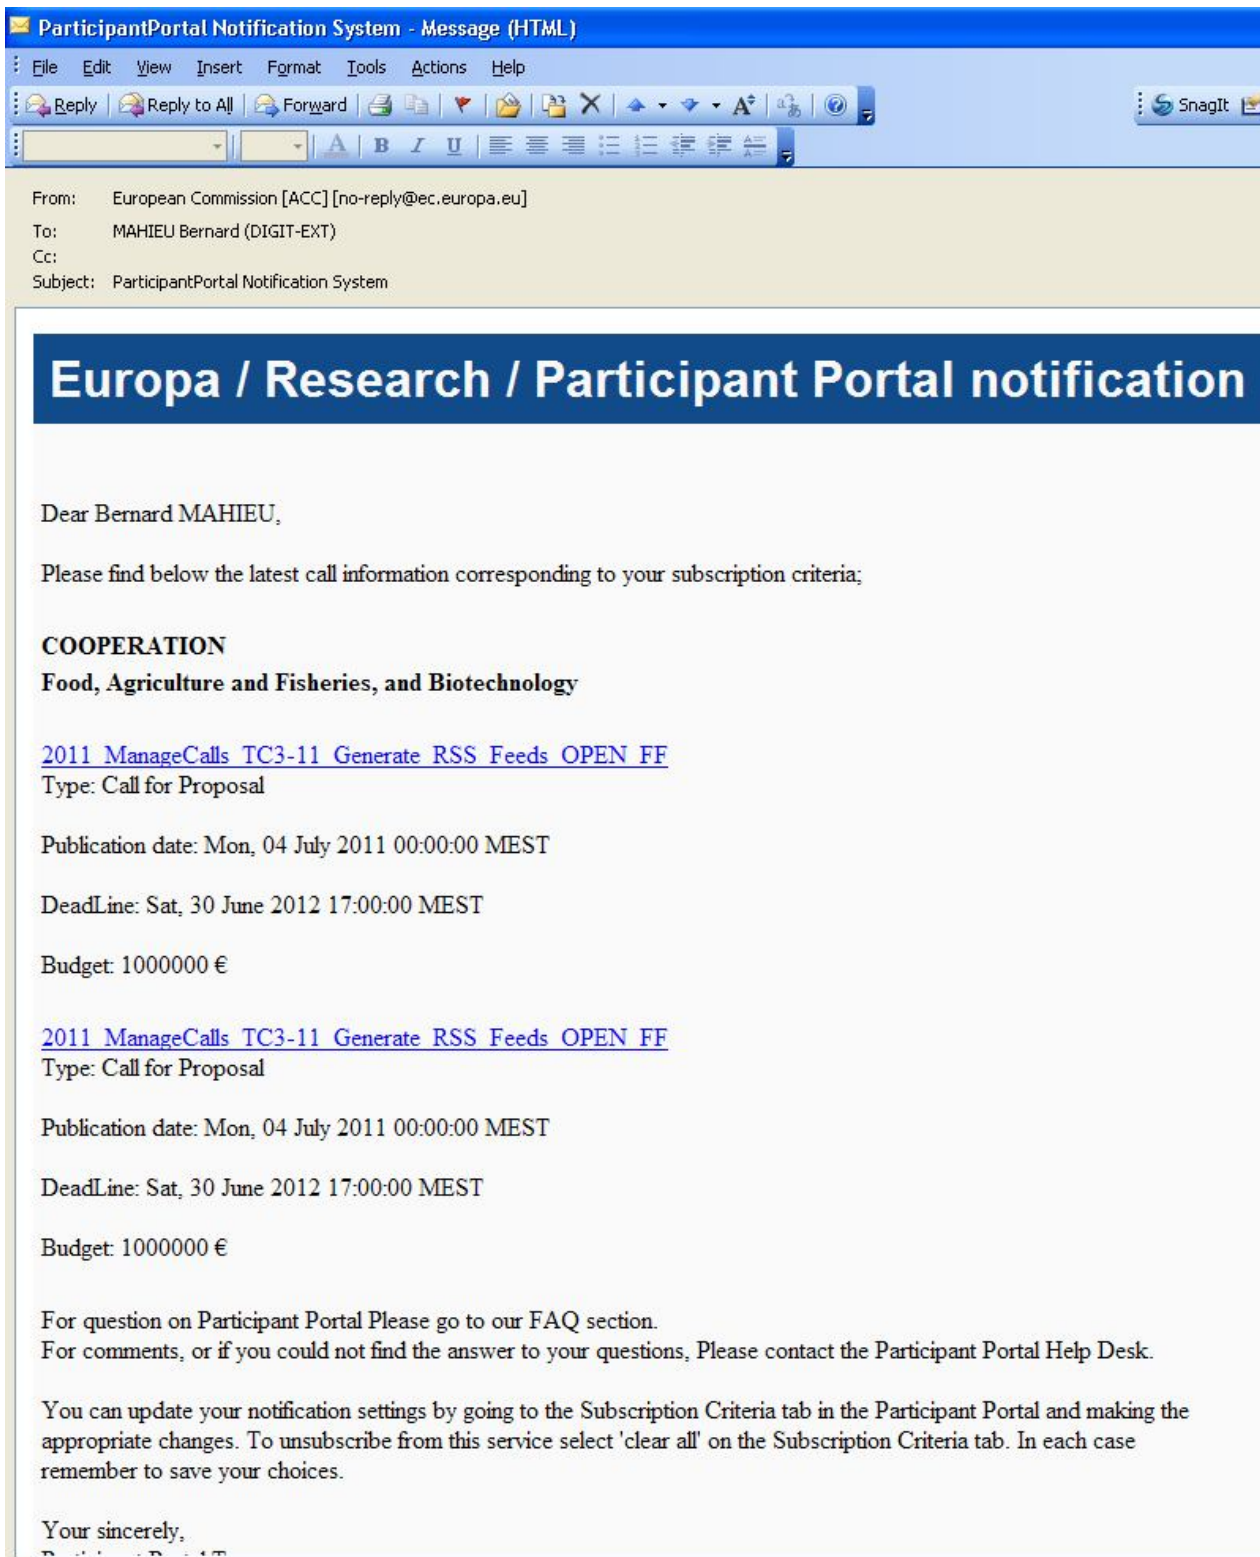 ParticipantPortal Notification System - Message (HTML)
File Edit View Insert Format Tools Actions Help
Reply Reply to All Forward SnagIt
From: European Commission [ACC] [no-reply@ec.europa.eu]
To: MAHIEU Bernard (DIGIT-EXT)
Cc:
Subject: ParticipantPortal Notification System
Europa / Research / Participant Portal notification
Dear Bernard MAHIEU,
Please find below the latest call information corresponding to your subscription criteria;
COOPERATION
Food, Agriculture and Fisheries, and Biotechnology
2011_ManageCalls_TC3-11_Generate_RSS_Feeds_OPEN_FF
Type: Call for Proposal
Publication date: Mon, 04 July 2011 00:00:00 MEST
DeadLine: Sat, 30 June 2012 17:00:00 MEST
Budget: 1000000 €
2011_ManageCalls_TC3-11_Generate_RSS_Feeds_OPEN_FF
Type: Call for Proposal
Publication date: Mon, 04 July 2011 00:00:00 MEST
DeadLine: Sat, 30 June 2012 17:00:00 MEST
Budget: 1000000 €
For question on Participant Portal Please go to our FAQ section.
For comments, or if you could not find the answer to your questions, Please contact the Participant Portal Help Desk.
You can update your notification settings by going to the Subscription Criteria tab in the Participant Portal and making the
appropriate changes. To unsubscribe from this service select 'clear all' on the Subscription Criteria tab. In each case
remember to save your choices.
Your sincerely,